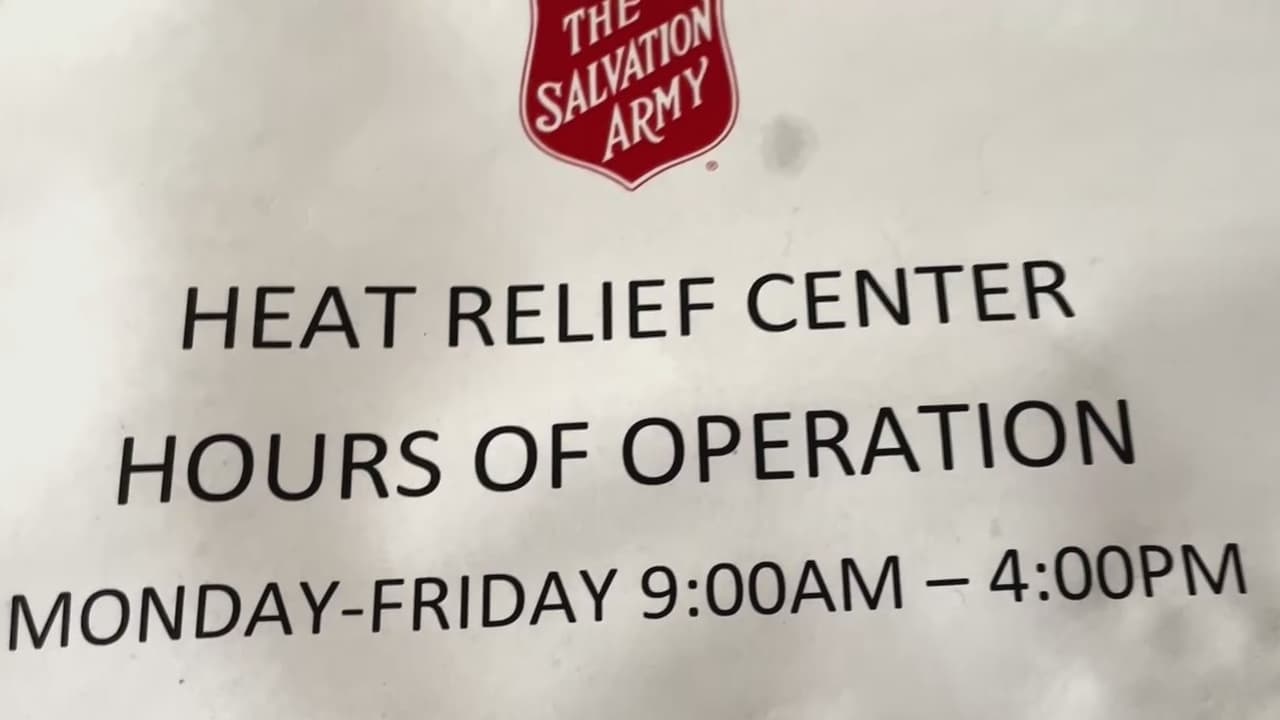 THE
SALVATION
ARMY
HEAT RELIEF CENTER
HOURS OF OPERATION
MONDAY-FRIDAY 9:00AM – 4:00PM